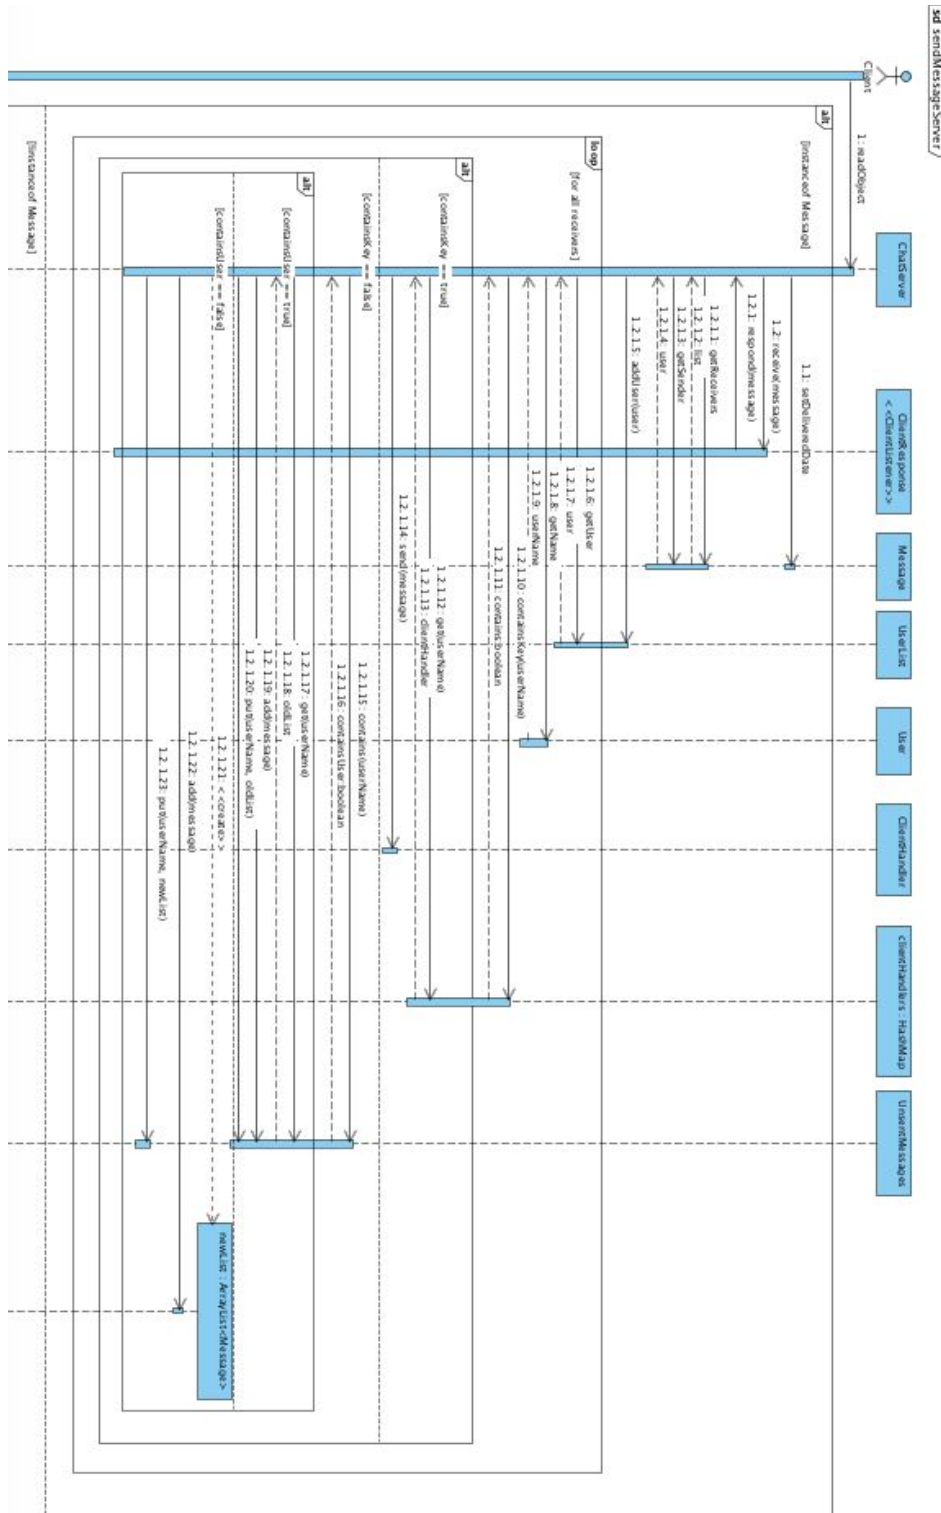 sd sendMessageServer
Client
ChatServer
ClientResponse
< <ClientListener> >
Message
UserList
User
ClientHandler
clientHandlers : HashMap
UnsentMessages
1: readObject
alt
[instanceof Message]
1.1: setDeliveredDate
1.2: receive(message)
1.2.1: respond(message)
1.2.1.1: getReceivers
1.2.1.2: list
1.2.1.3: getSender
1.2.1.4: user
1.2.1.5: addUser(user)
loop
[for all receivers]
1.2.1.6: getUser
1.2.1.7: user
1.2.1.8: getName
1.2.1.9: userName
1.2.1.10: containsKey(userName)
1.2.1.11: contains:boolean
alt
[containsKey == true]
1.2.1.12: get(userName)
1.2.1.13: clientHandler
1.2.1.14: send(message)
[containsKey == false]
1.2.1.15: contains(userName)
1.2.1.16: containsUser:boolean
alt
[containsUser == true]
1.2.1.17: get(userName)
1.2.1.18: oldList
1.2.1.19: add(message)
1.2.1.20: put(userName, oldList)
[containsUser == false]
1.2.1.21: < <create> >
newList : ArrayList<Message>
1.2.1.22: add(message)
1.2.1.23: put(userName, newList)
[!instanceof Message]